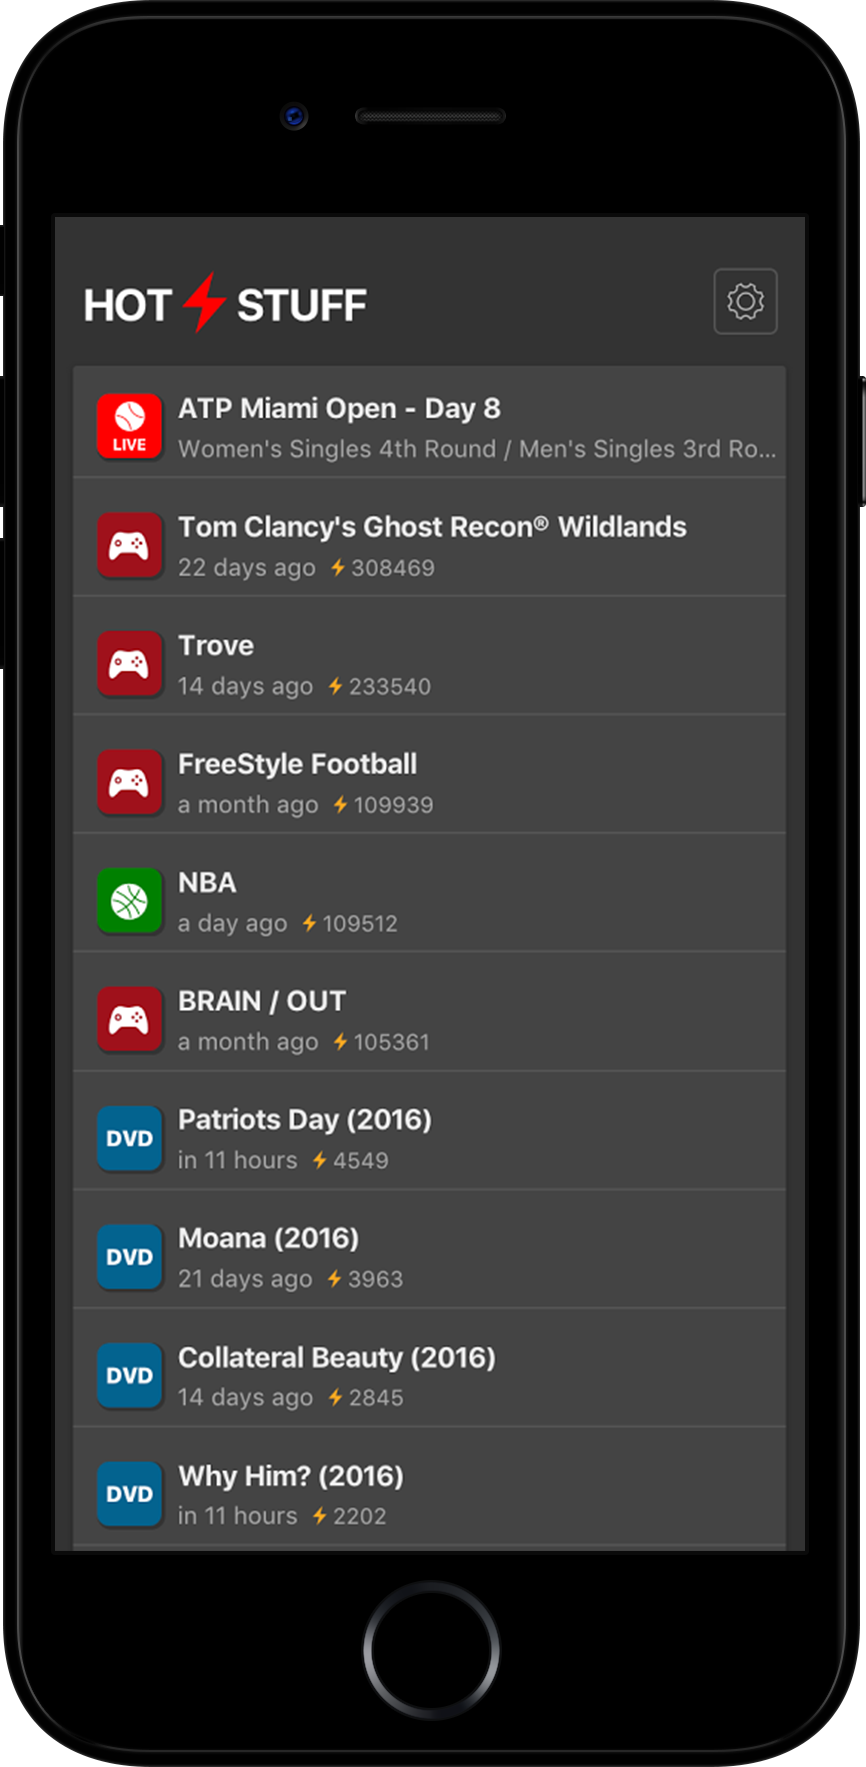 HOT STUFF
LIVE
ATP Miami Open - Day 8
Women's Singles 4th Round / Men's Singles 3rd Ro...
Tom Clancy's Ghost Recon® Wildlands
22 days ago 308469
Trove
14 days ago 233540
FreeStyle Football
a month ago 109939
NBA
a day ago 109512
BRAIN / OUT
a month ago 105361
DVD
Patriots Day (2016)
in 11 hours 4549
DVD
Moana (2016)
21 days ago 3963
DVD
Collateral Beauty (2016)
14 days ago 2845
DVD
Why Him? (2016)
in 11 hours 2202